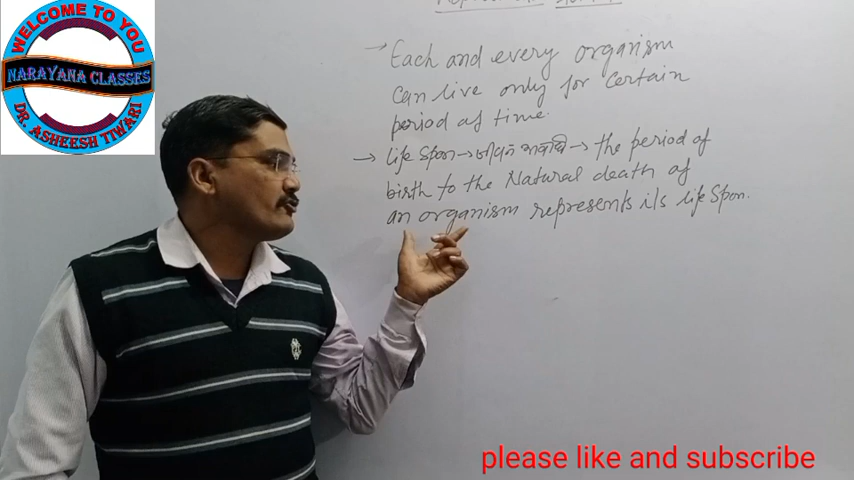 WELCOME TO YOU
NARAYANA CLASSES
DR. ASHEESH TIWARI
→ Each and every organism
can live only for certain
period of time.
→ life Span → जीवन अवधि → the period of
birth to the Natural death of
an organism represents its life Span.
please like and subscribe